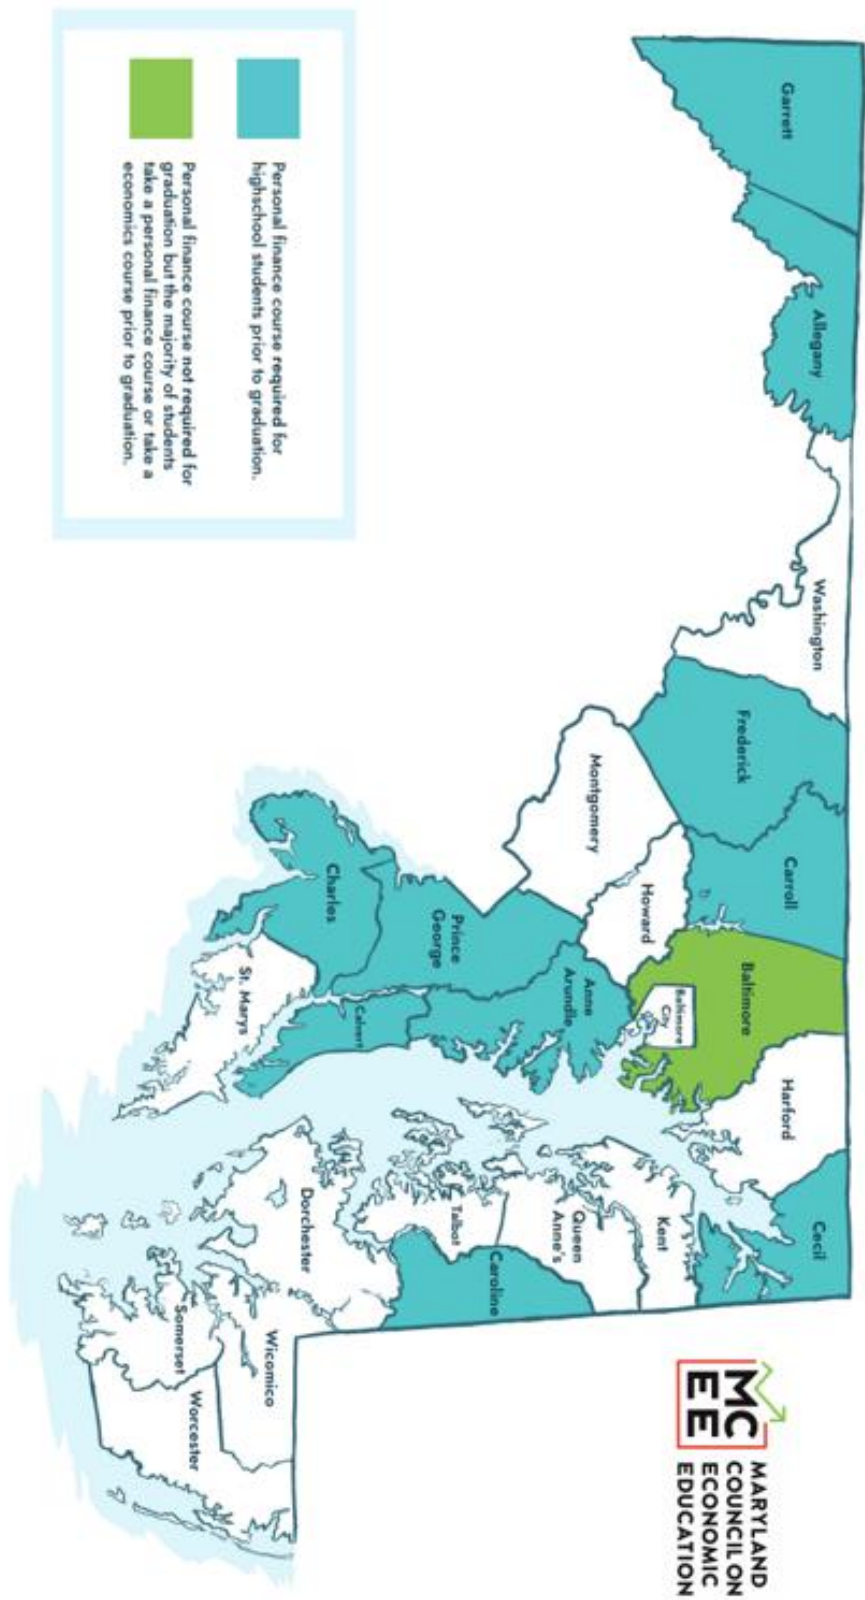 Garrett
Allegany
Washington
Frederick
Carroll
Baltimore
Baltimore
City
Harford
Cecil
Montgomery
Howard
Anne
Arundle
Prince
George
Charles
Calvert
St. Marys
Kent
Queen
Anne's
Talbot
Caroline
Dorchester
Wicomico
Somerset
Worcester
Personal finance course required for
highschool students prior to graduation.
Personal finance course not required for
graduation but the majority of students
take a personal finance course or take a
economics course prior to graduation.
MC
EE
MARYLAND
COUNCIL ON
ECONOMIC
EDUCATION